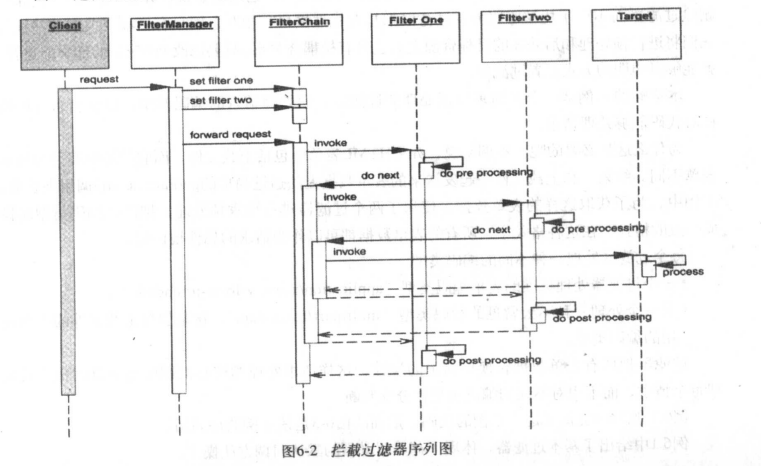 Client
FilterManager
FilterChain
Filter One
Filter Two
Target
request
set filter one
set filter two
forward request
invoke
do pre processing
do next
invoke
do pre processing
do next
invoke
process
do post processing
do post processing
图6-2 拦截过滤器序列图